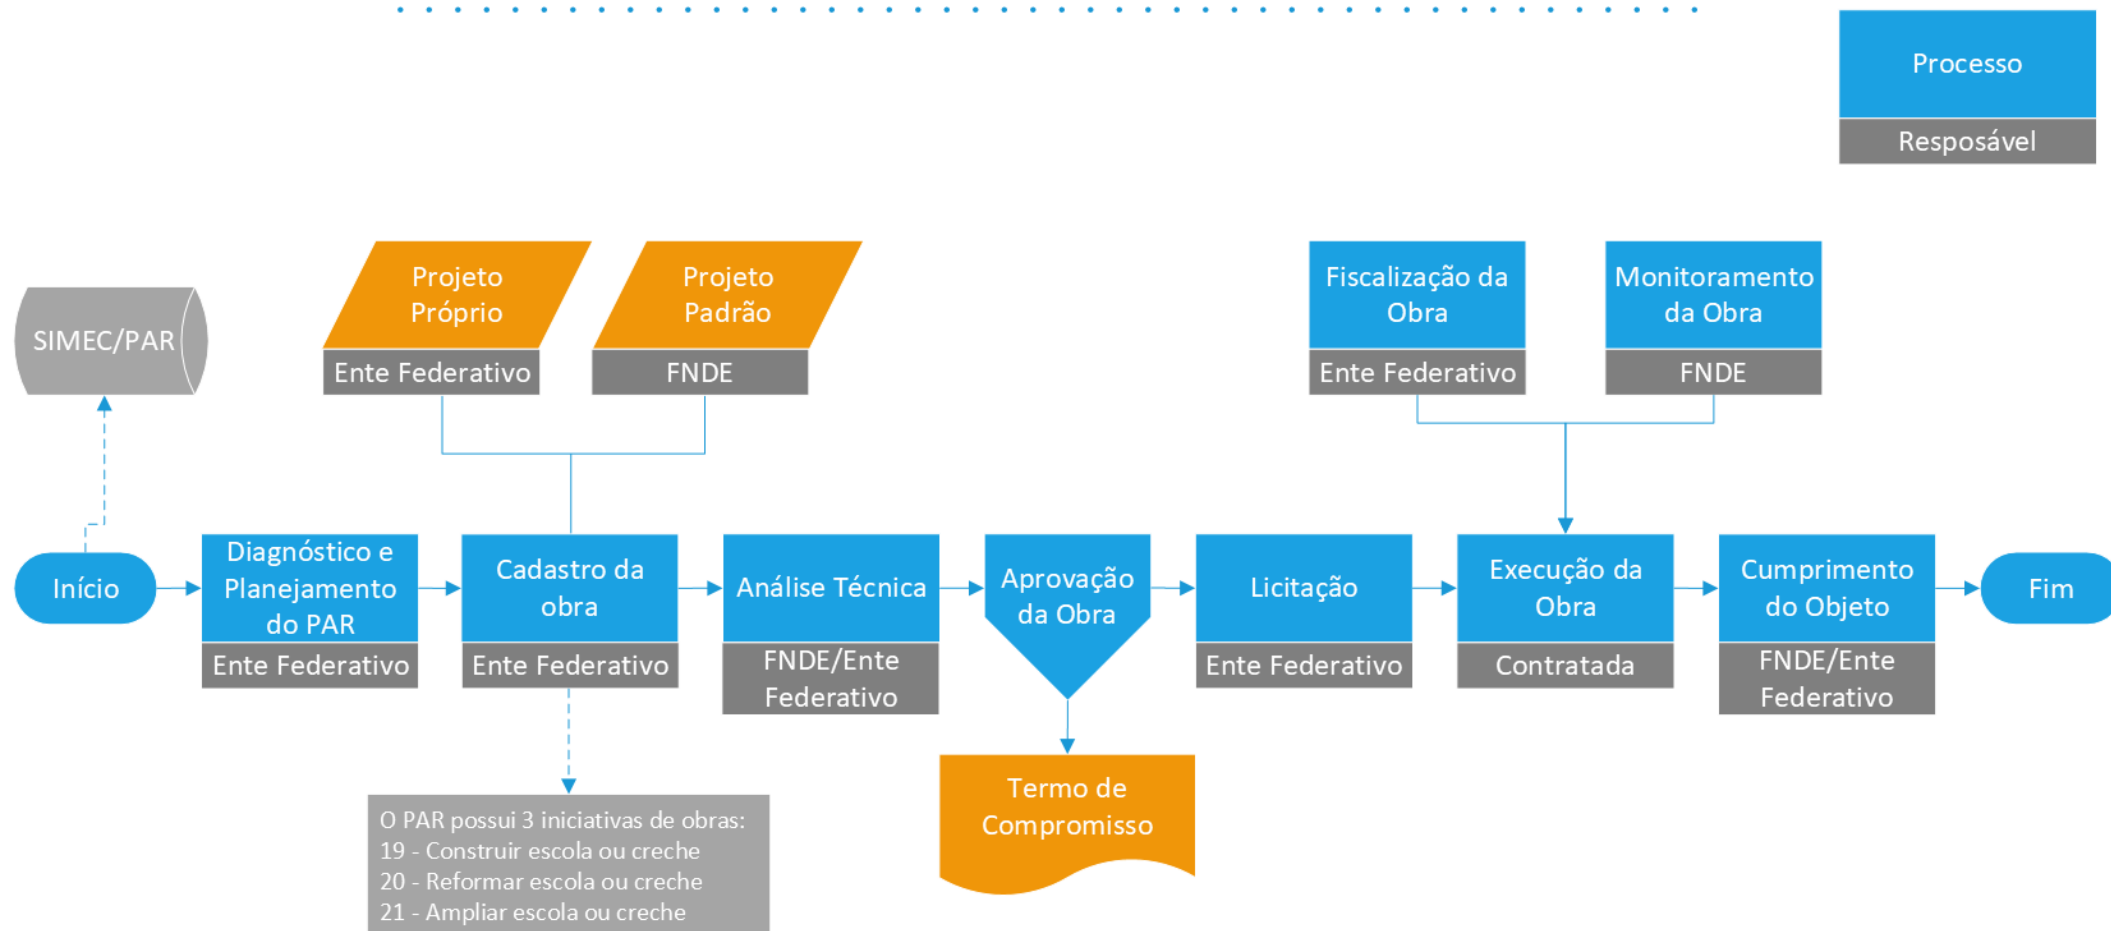 Processo
Resposável
Projeto
Próprio
Ente Federativo
Projeto
Padrão
FNDE
Fiscalização da
Obra
Ente Federativo
Monitoramento
da Obra
FNDE
SIMEC/PAR
Início
Diagnóstico e
Planejamento
do PAR
Ente Federativo
Cadastro da
obra
Ente Federativo
Análise Técnica
FNDE/Ente
Federativo
Aprovação
da Obra
Licitação
Ente Federativo
Execução da
Obra
Contratada
Cumprimento
do Objeto
FNDE/Ente
Federativo
Fim
Termo de
Compromisso
O PAR possui 3 iniciativas de obras:
19 - Construir escola ou creche
20 - Reformar escola ou creche
21 - Ampliar escola ou creche